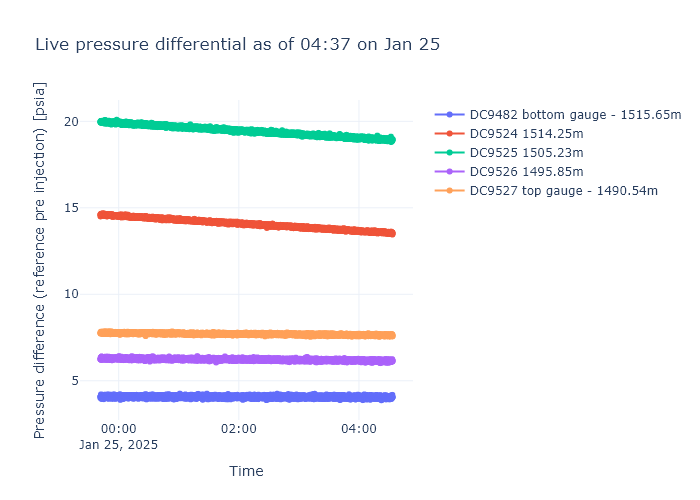 Live pressure differential as of 04:37 on Jan 25
Pressure difference (reference pre injection) [psia]
20
15
10
5
00:00
Jan 25, 2025
02:00
04:00
Time
DC9482 bottom gauge - 1515.65m
DC9524 1514.25m
DC9525 1505.23m
DC9526 1495.85m
DC9527 top gauge - 1490.54m